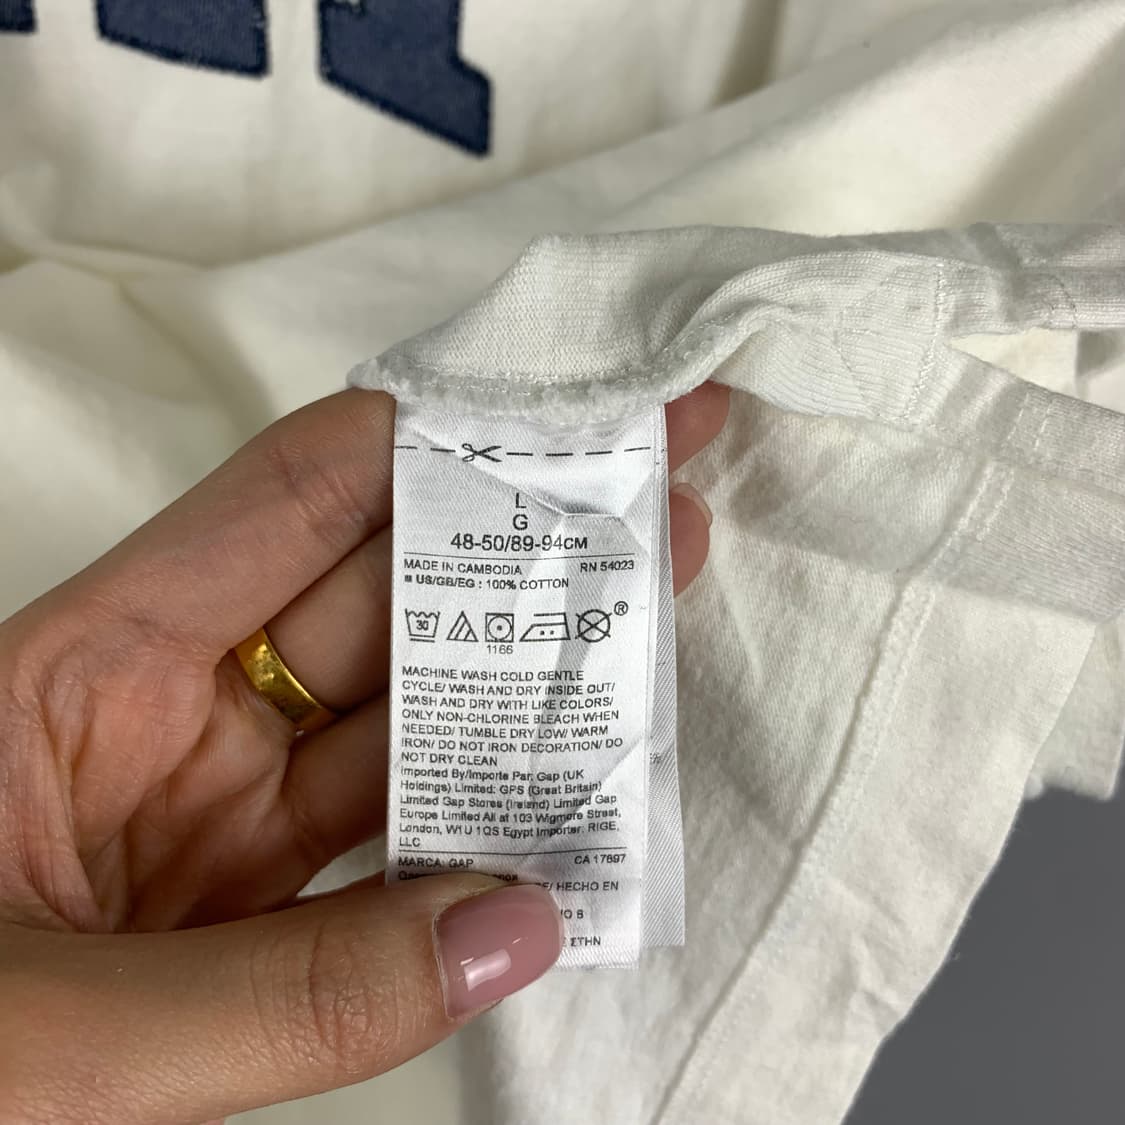 L
G
48-50/89-94CM
MADE IN CAMBODIA RN 54023
US/GB/EG : 100% COTTON
30
®
1166
MACHINE WASH COLD GENTLE
CYCLE/ WASH AND DRY INSIDE OUT/
WASH AND DRY WITH LIKE COLORS/
ONLY NON-CHLORINE BLEACH WHEN
NEEDED/ TUMBLE DRY LOW/ WARM
IRON/ DO NOT IRON DECORATION/ DO
NOT DRY CLEAN
Imported By/Importe Par: Gap (UK
Holdings) Limited: GPS (Great Britain)
Limited Gap Stores (Ireland) Limited Gap
Europe Limited All at 103 Wigmore Street,
London, W1U 1QS Egypt Importer: RIGE,
LLC
MARCA: GAP CA 17897
HECHO EN
ΣΤΗΝ